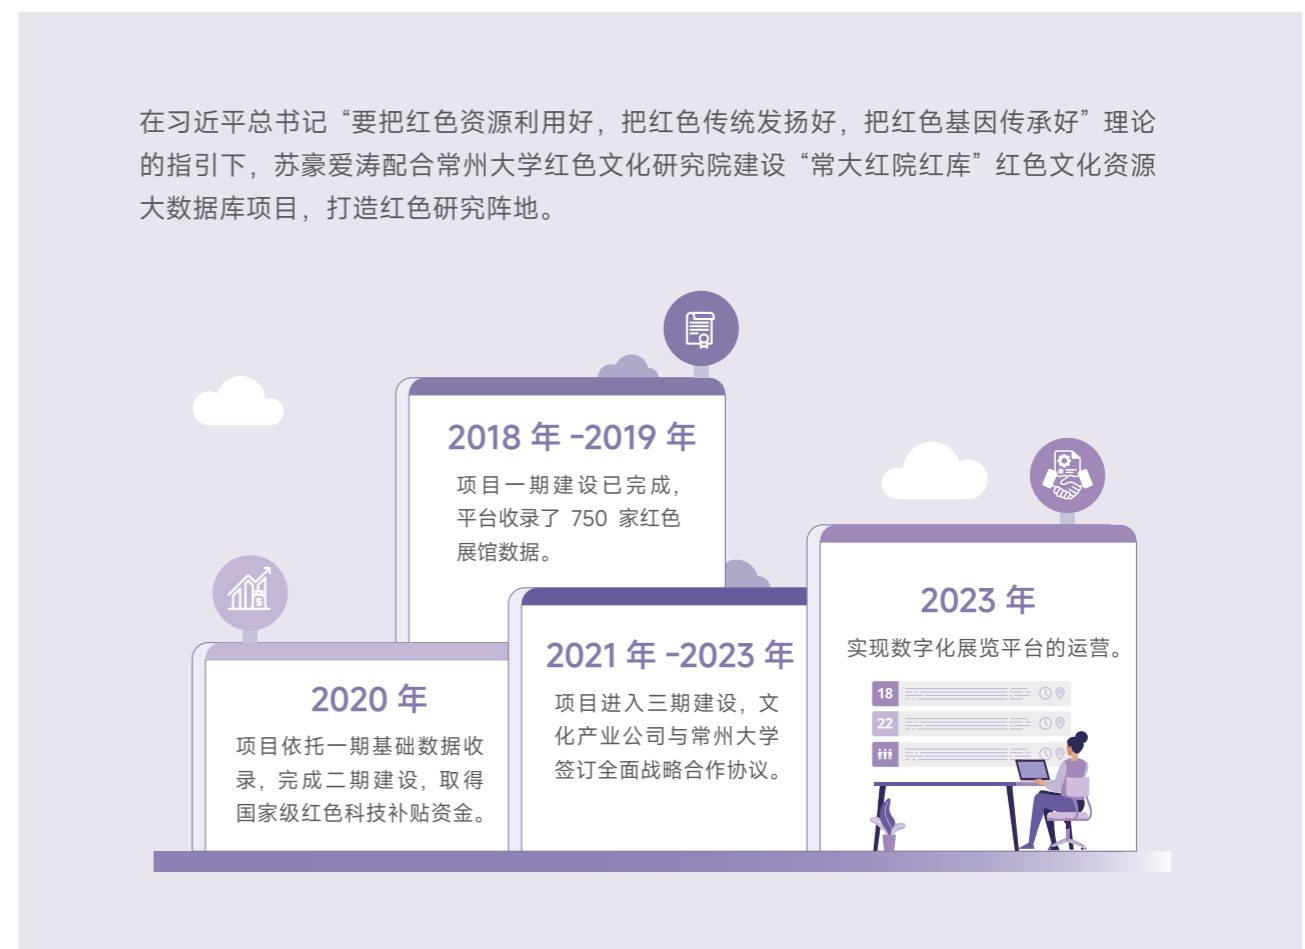 在习近平总书记“要把红色资源利用好，把红色传统发扬好，把红色基因传承好”理论
的指引下，苏豪爱涛配合常州大学红色文化研究院建设“常大红院红库”红色文化资源
大数据库项目，打造红色研究阵地。
2018 年 -2019 年
项目一期建设已完成，
平台收录了 750 家红色
展馆数据。
2020 年
项目依托一期基础数据收
录，完成二期建设，取得
国家级红色科技补贴资金。
2021 年 -2023 年
项目进入三期建设，文
化产业公司与常州大学
签订全面战略合作协议。
2023 年
实现数字化展览平台的运营。
18
22